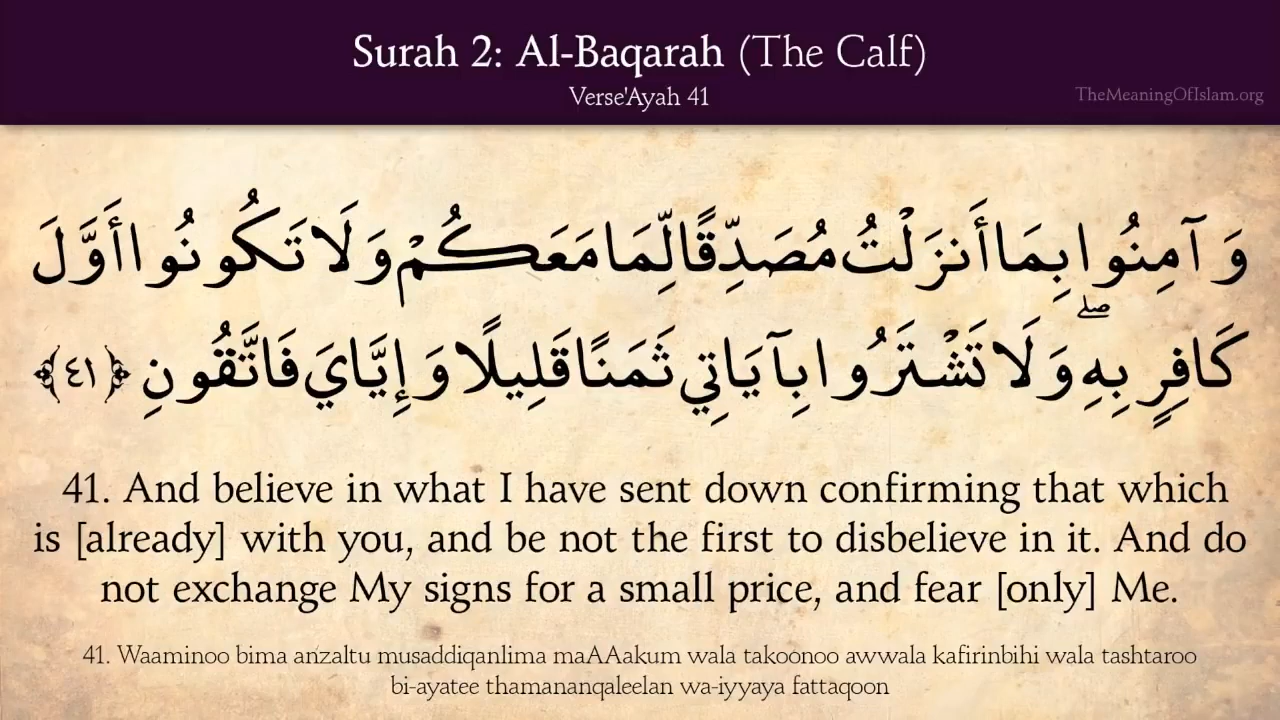 Surah 2: Al-Baqarah (The Calf)
Verse'Ayah 41
TheMeaningOfIslam.org
وَآمِنُوا بِمَا أَنزَلْتُ مُصَدِّقًا لِّمَا مَعَكُمْ وَلَا تَكُونُوا أَوَّلَ
كَافِرٍ بِهِ ۖ وَلَا تَشْتَرُوا بِآيَاتِي ثَمَنًا قَلِيلًا وَإِيَّايَ فَاتَّقُونِ ﴿٤١﴾
41. And believe in what I have sent down confirming that which
is [already] with you, and be not the first to disbelieve in it. And do
not exchange My signs for a small price, and fear [only] Me.
41. Waaminoo bima anzaltu musaddiqanlima maAAakum wala takoonoo awwala kafirinbihi wala tashtaroo
bi-ayatee thamananqaleelan wa-iyyaya fattaqoon